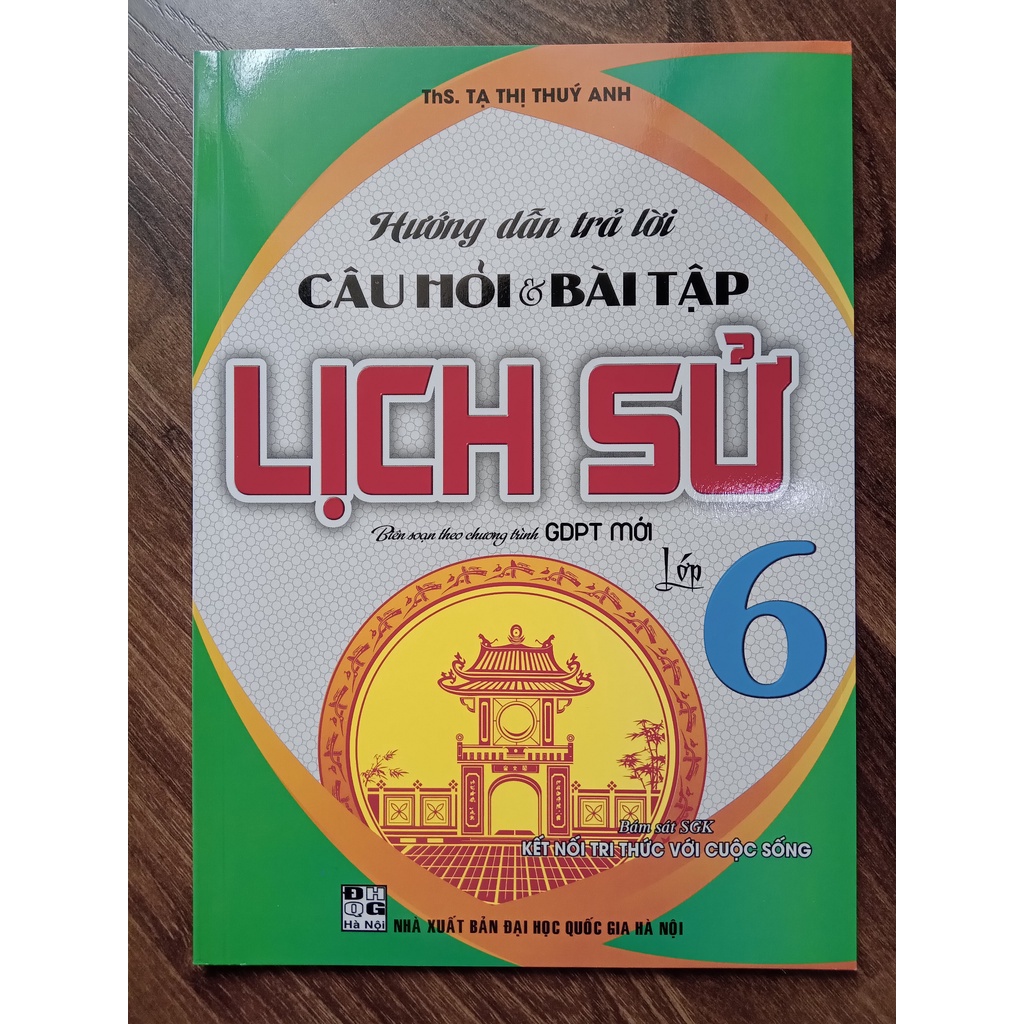 ThS. TẠ THỊ THUÝ ANH
Hướng dẫn trả lời
CÂU HỎI & BÀI TẬP
LỊCH SỬ
Biên soạn theo chương trình GDPT MỚI
Lớp 6
Bám sát SGK
KẾT NỐI TRI THỨC VỚI CUỘC SỐNG
ĐH
QG
Hà Nội
NHÀ XUẤT BẢN ĐẠI HỌC QUỐC GIA HÀ NỘI